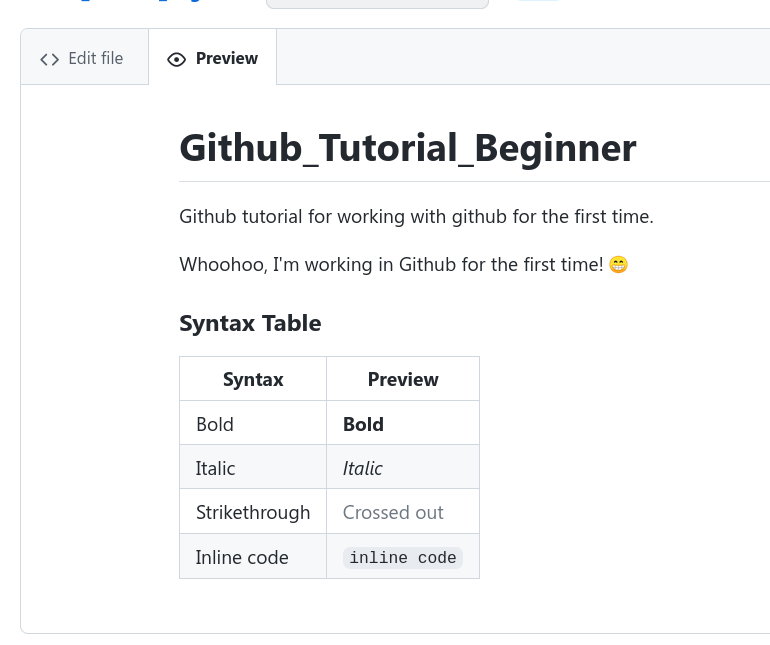 Edit file
Preview
Github_Tutorial_Beginner
Github tutorial for working with github for the first time.
Whoohoo, I'm working in Github for the first time! 😁
Syntax Table
Syntax Preview
Bold Bold
Italic Italic
Strikethrough Crossed out
Inline code inline code